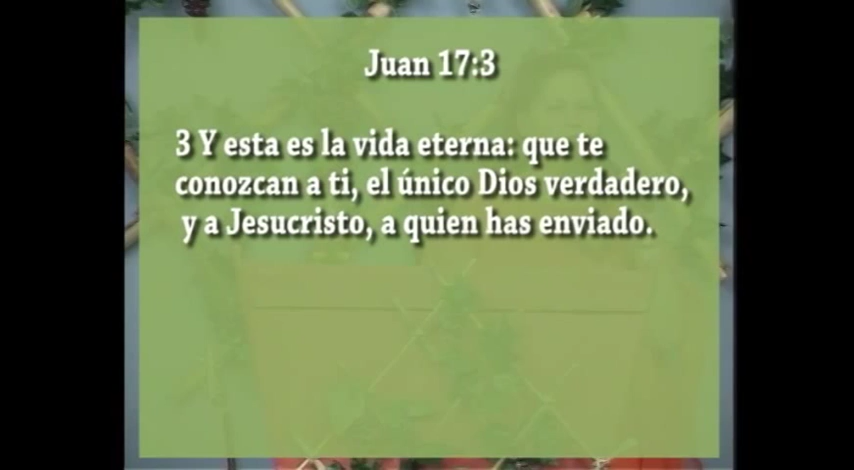 Juan 17:3
3 Y esta es la vida eterna: que te
conozcan a ti, el único Dios verdadero,
y a Jesucristo, a quien has enviado.